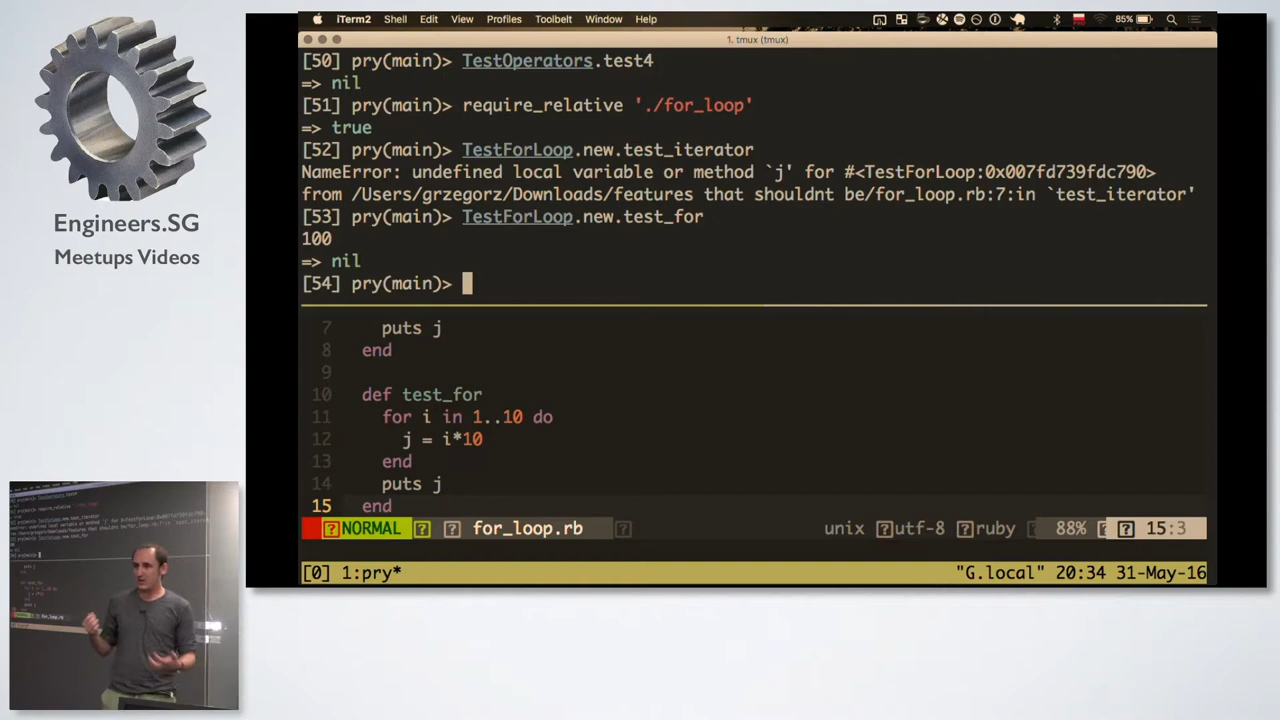 iTerm2 Shell Edit View Profiles Toolbelt Window Help 85%
1. tmux (tmux)
[50] pry(main)> TestOperators.test4
=> nil
[51] pry(main)> require_relative './for_loop'
=> true
[52] pry(main)> TestForLoop.new.test_iterator
NameError: undefined local variable or method `j' for #<TestForLoop:0x007fd739fdc790>
from /Users/grzegorz/Downloads/features that shouldnt be/for_loop.rb:7:in `test_iterator'
[53] pry(main)> TestForLoop.new.test_for
100
=> nil
[54] pry(main)>
7 puts j
8 end
9
10 def test_for
11 for i in 1..10 do
12 j = i*10
13 end
14 puts j
15 end
NORMAL for_loop.rb unix utf-8 ruby 88% 15:3
[0] 1:pry* "G.local" 20:34 31-May-16
Engineers.SG
Meetups Videos